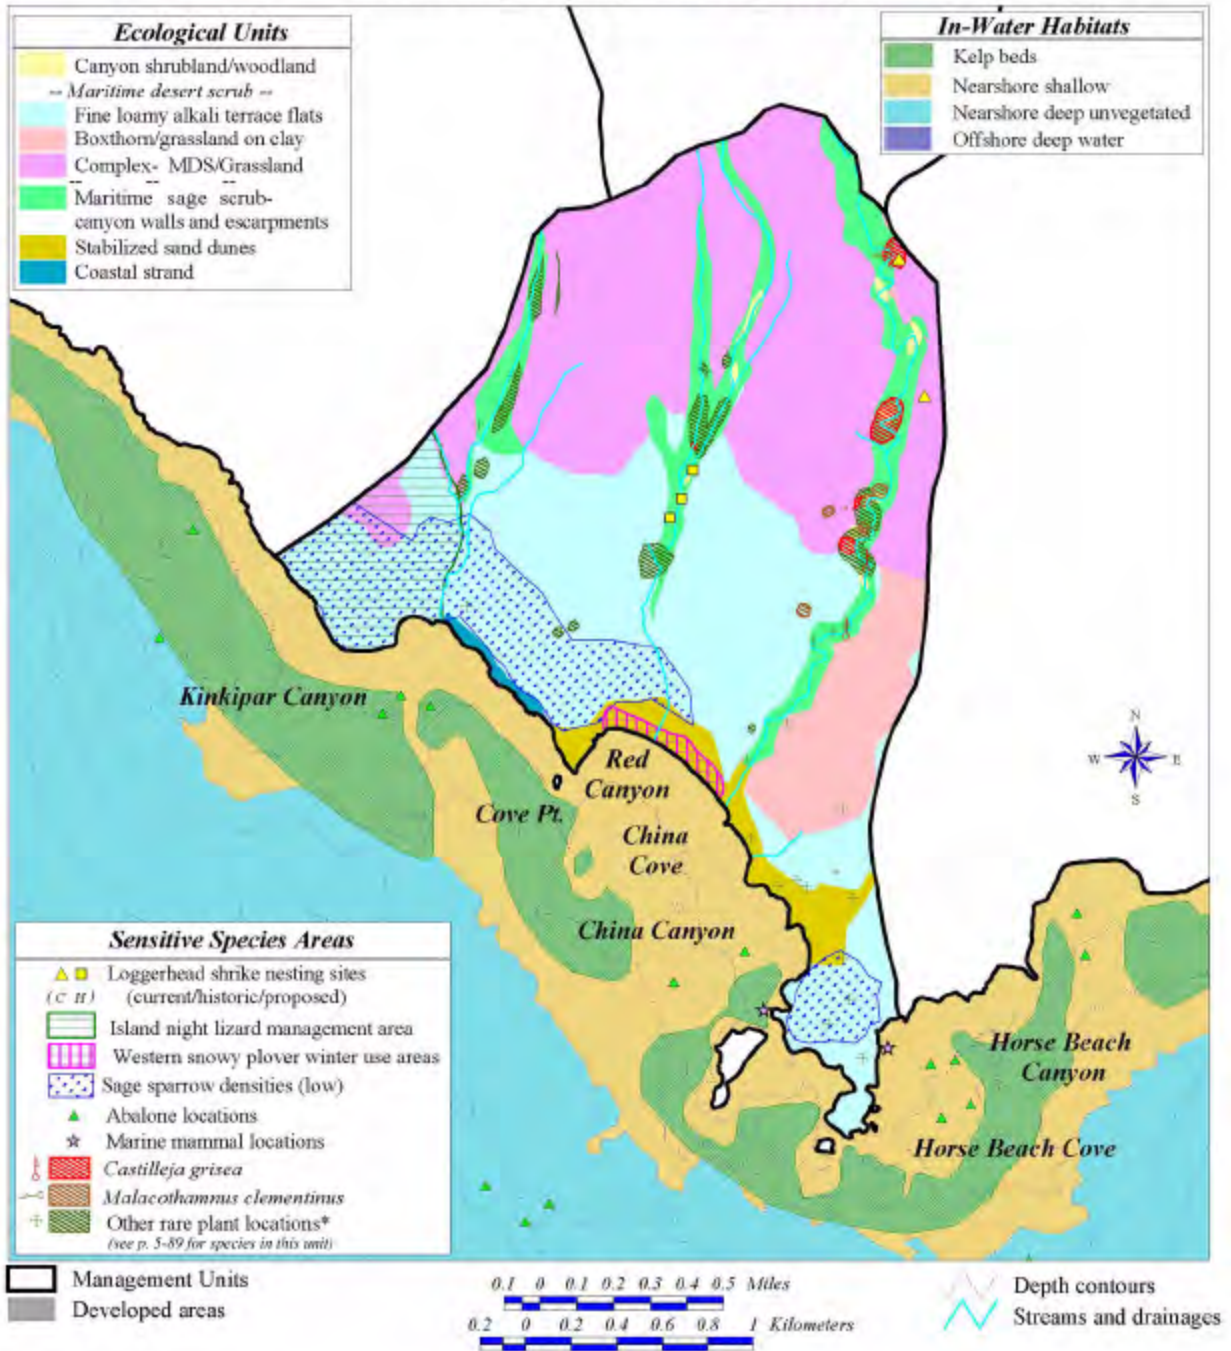 Ecological Units
Canyon shrubland/woodland
-- Maritime desert scrub --
Fine loamy alkali terrace flats
Boxthorn/grassland on clay
Complex- MDS/Grassland
Maritime sage scrub-
canyon walls and escarpments
Stabilized sand dunes
Coastal strand
In-Water Habitats
Kelp beds
Nearshore shallow
Nearshore deep unvegetated
Offshore deep water
Kinkipar Canyon
Red
Canyon
Cove Pt.
China
Cove
China Canyon
N
W
E
S
Horse Beach
Canyon
Horse Beach Cove
Sensitive Species Areas
Loggerhead shrike nesting sites
(C H) (current/historic/proposed)
Island night lizard management area
Western snowy plover winter use areas
Sage sparrow densities (low)
Abalone locations
Marine mammal locations
Castilleja grisea
Malacothamnus clementinus
Other rare plant locations*
(see p. 5-89 for species in this unit)
Management Units
Developed areas
0.1 0 0.1 0.2 0.3 0.4 0.5 Miles
0.2 0 0.2 0.4 0.6 0.8 1 Kilometers
Depth contours
Streams and drainages